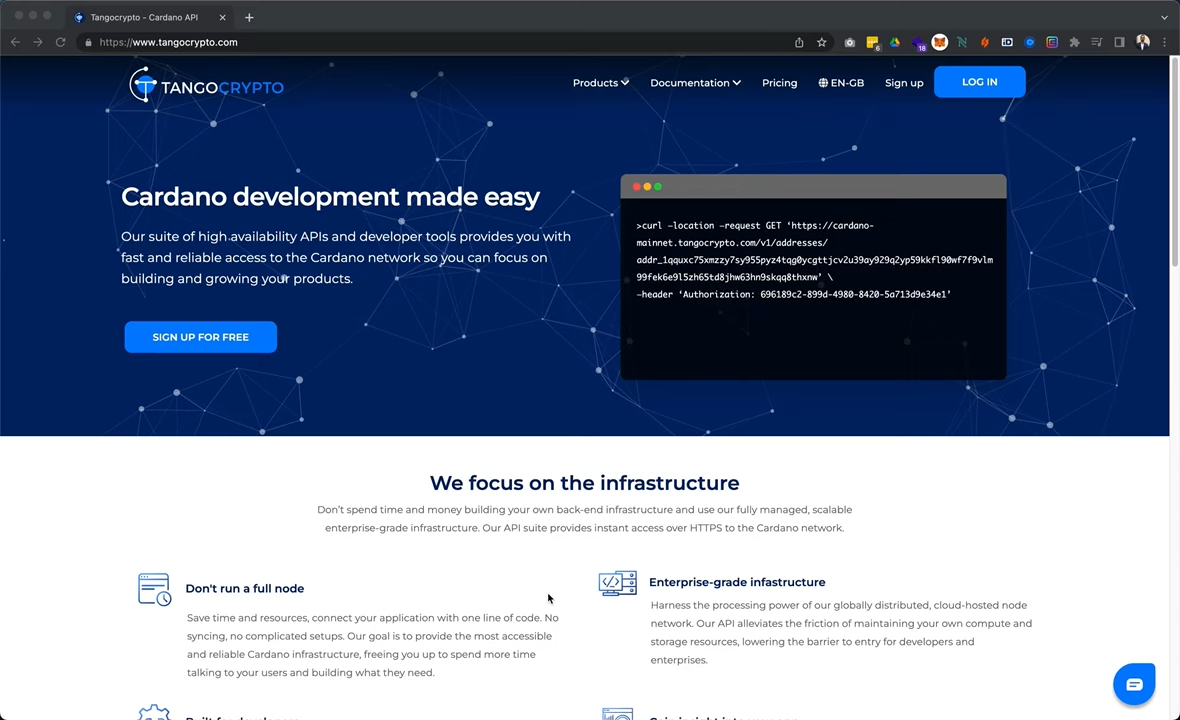 Tangocrypto - Cardano API
https://www.tangocrypto.com
6
18
TANGOCRYPTO
Products
Documentation
Pricing
EN-GB
Sign up
LOG IN
Cardano development made easy
Our suite of high availability APIs and developer tools provides you with
fast and reliable access to the Cardano network so you can focus on
building and growing your products.
SIGN UP FOR FREE
>curl –location –request GET ‘https://cardano-
mainnet.tangocrypto.com/v1/addresses/
addr_1qquxc75xmzzy7sy955pyz4tqg0ycgttjcv2u39ay929q2yp59kkfl90wf7f9vlm
99fek6e9l5zh65td8jhw63hn9skqq8thxnw’ \
–header ‘Authorization: 696189c2-899d-4980-8420-5a713d9e34e1’
We focus on the infrastructure
Don’t spend time and money building your own back-end infrastructure and use our fully managed, scalable
enterprise-grade infrastructure. Our API suite provides instant access over HTTPS to the Cardano network.
Don't run a full node
Save time and resources, connect your application with one line of code. No
syncing, no complicated setups. Our goal is to provide the most accessible
and reliable Cardano infrastructure, freeing you up to spend more time
talking to your users and building what they need.
Enterprise-grade infastructure
Harness the processing power of our globally distributed, cloud-hosted node
network. Our API alleviates the friction of maintaining your own compute and
storage resources, lowering the barrier to entry for developers and
enterprises.